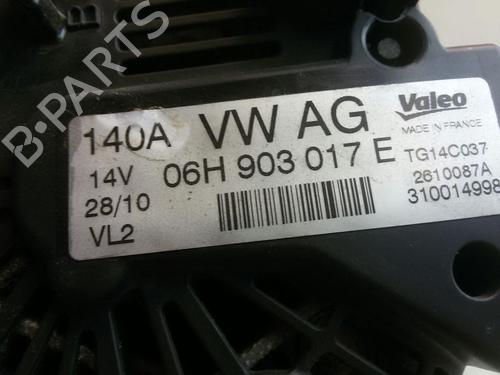 B-PARTS
140A VW AG Valeo
MADE IN FRANCE
14V 06H 903 017 E TG14C037
28/10 2610087A
VL2 310014998